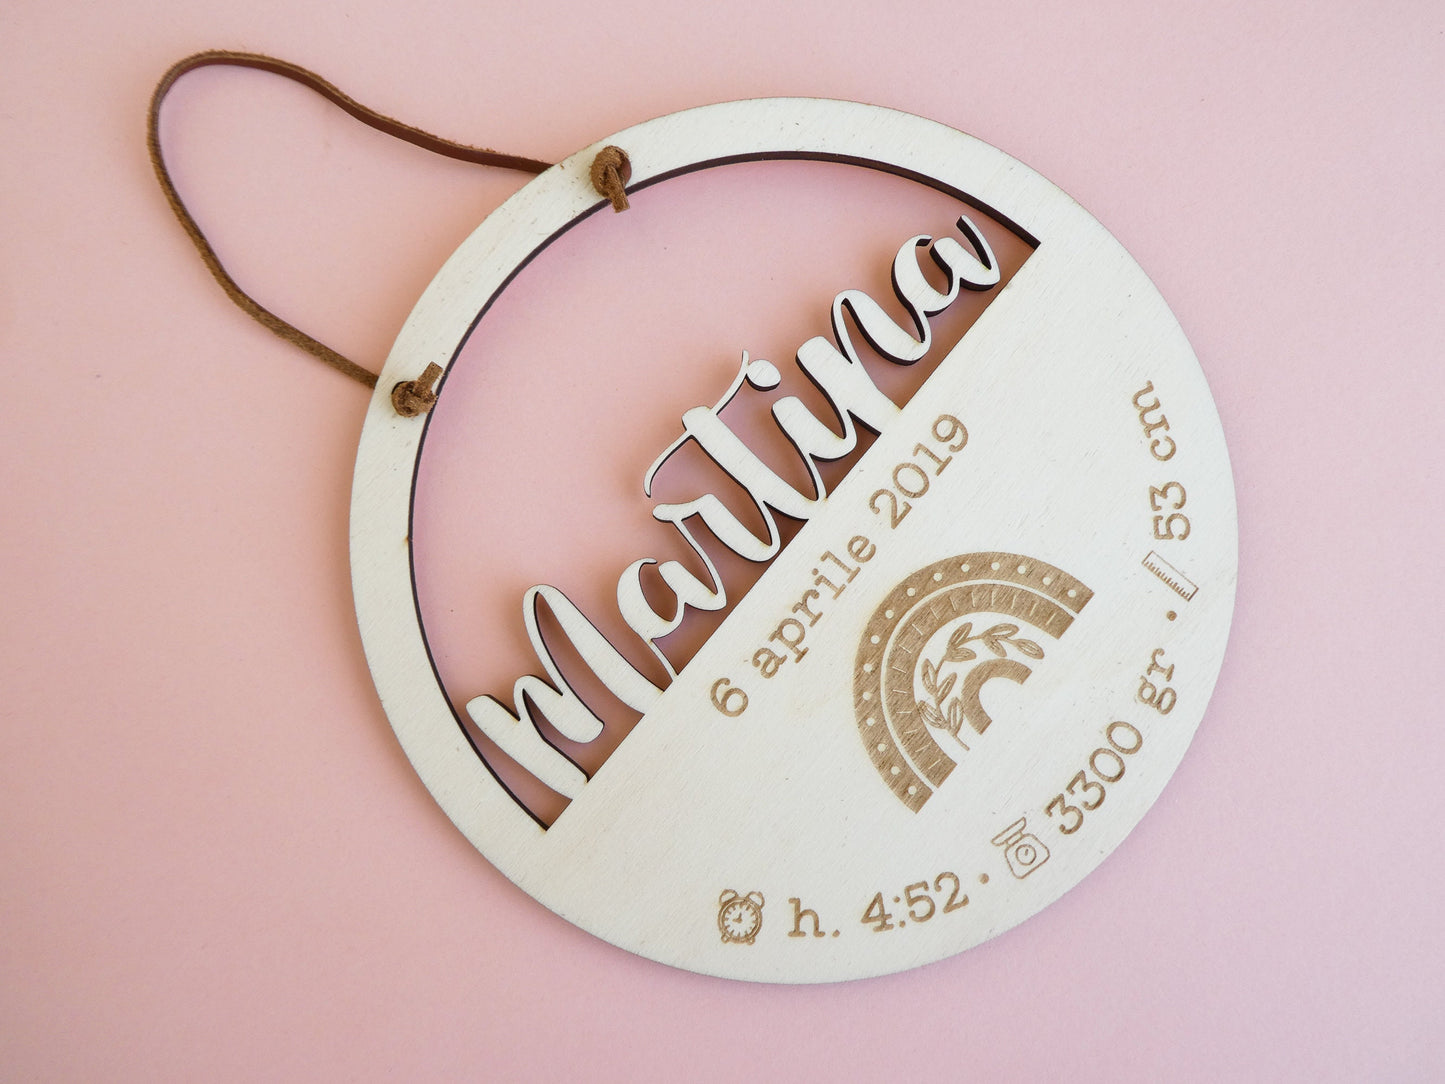 Martina
6 aprile 2019
h. 4:52 • 3300 gr • 53 cm